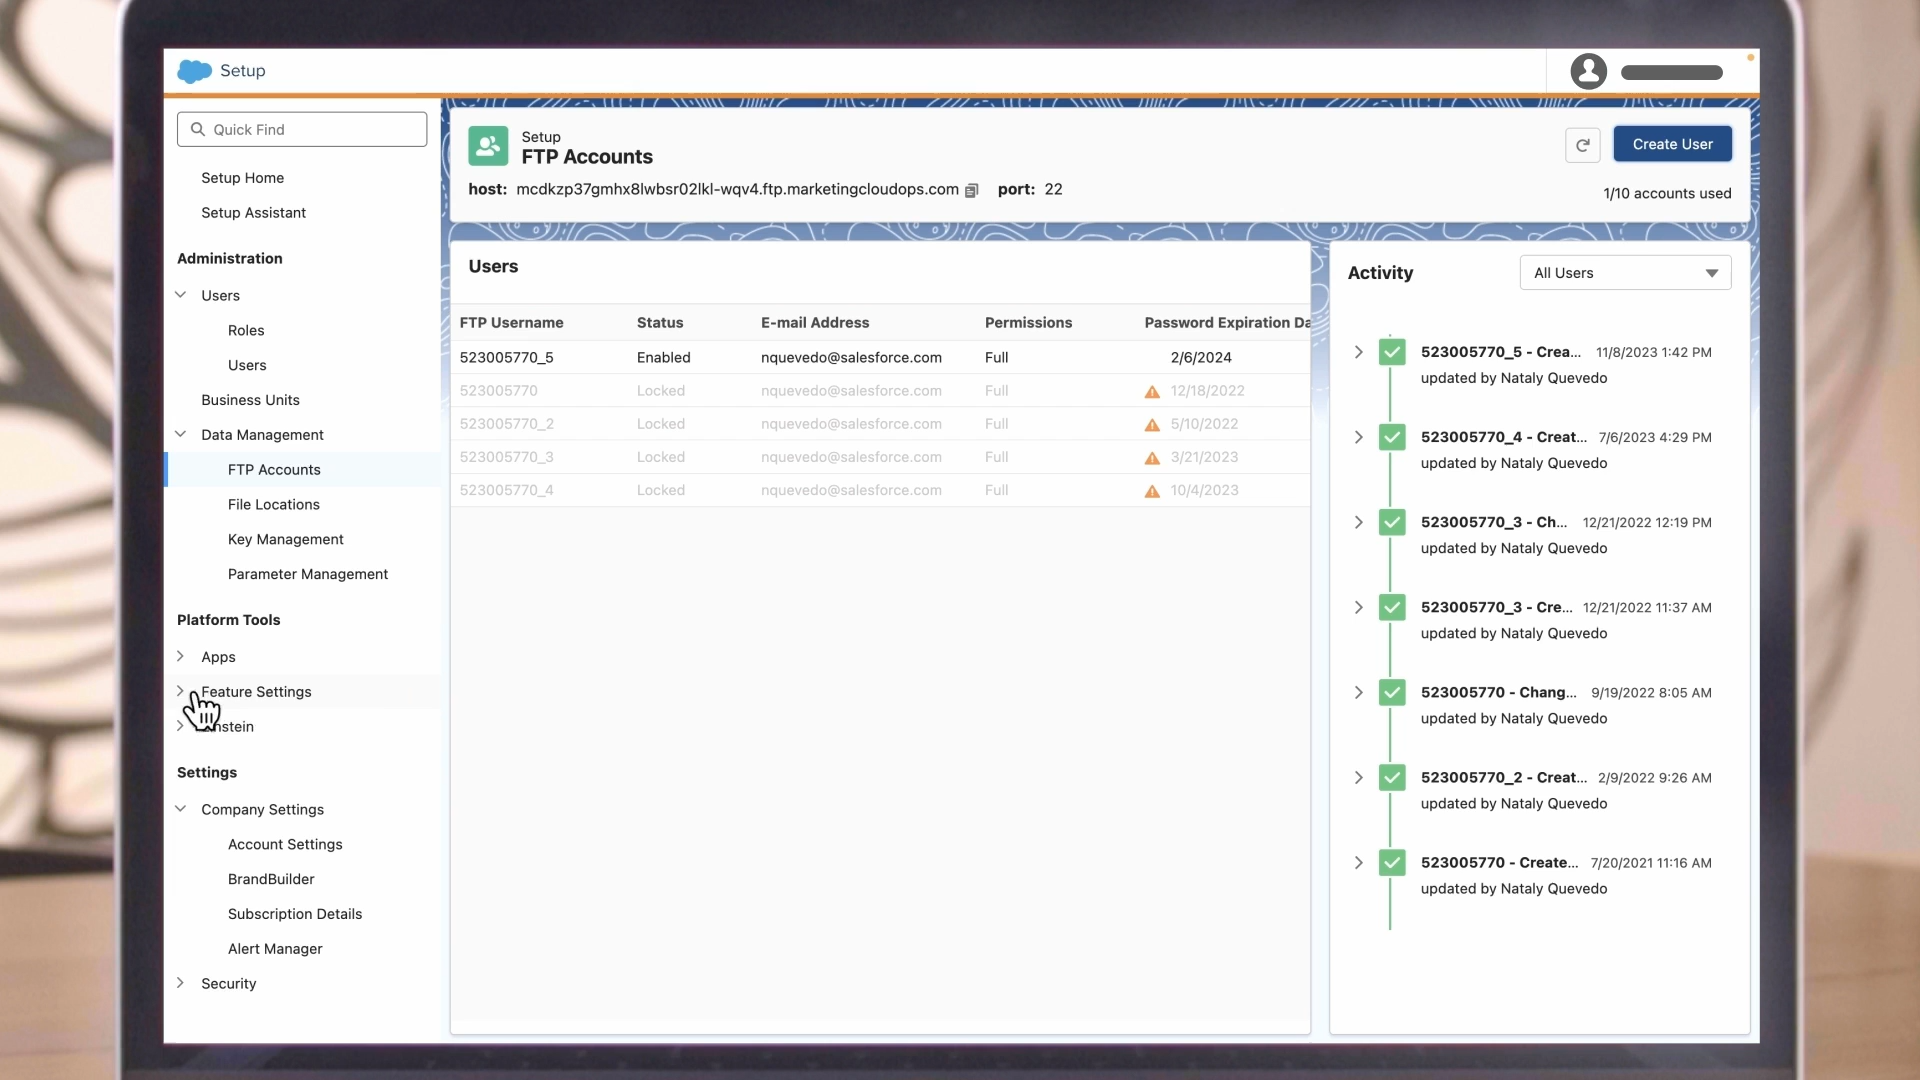 Setup
Quick Find
Setup Home
Setup Assistant
Administration
Users
Roles
Users
Business Units
Data Management
FTP Accounts
File Locations
Key Management
Parameter Management
Platform Tools
Apps
Feature Settings
Settings
Company Settings
Account Settings
BrandBuilder
Subscription Details
Alert Manager
Security
Setup
FTP Accounts
host: mcdkzp37gmhx8lwbsr02lkl-wqv4.ftp.marketingcloudops.com port: 22
Create User
1/10 accounts used
Users
FTP Username Status E-mail Address Permissions Password Expiration Da
523005770_5 Enabled nquevedo@salesforce.com Full 2/6/2024
523005770 Locked nquevedo@salesforce.com Full 12/18/2022
523005770_2 Locked nquevedo@salesforce.com Full 5/10/2022
523005770_3 Locked nquevedo@salesforce.com Full 3/21/2023
523005770_4 Locked nquevedo@salesforce.com Full 10/4/2023
Activity All Users
523005770_5 - Crea... 11/8/2023 1:42 PM
updated by Nataly Quevedo
523005770_4 - Creat... 7/6/2023 4:29 PM
updated by Nataly Quevedo
523005770_3 - Ch... 12/21/2022 12:19 PM
updated by Nataly Quevedo
523005770_3 - Cre... 12/21/2022 11:37 AM
updated by Nataly Quevedo
523005770 - Chang... 9/19/2022 8:05 AM
updated by Nataly Quevedo
523005770_2 - Creat... 2/9/2022 9:26 AM
updated by Nataly Quevedo
523005770 - Create... 7/20/2021 11:16 AM
updated by Nataly Quevedo